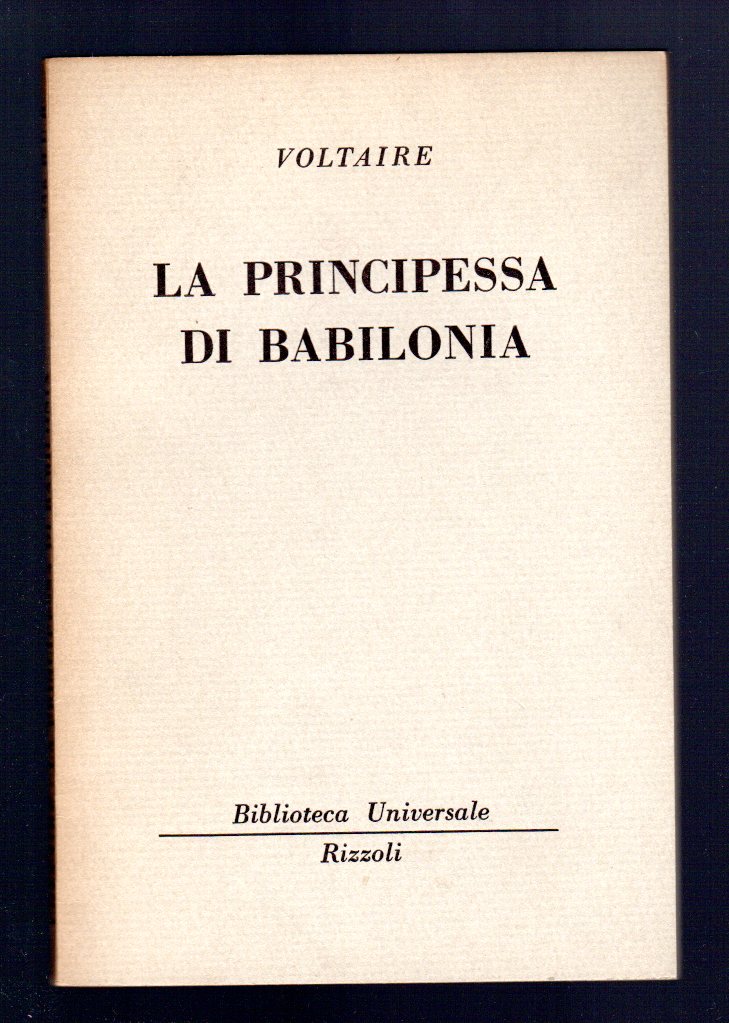 VOLTAIRE
LA PRINCIPESSA
DI BABILONIA
Biblioteca Universale
Rizzoli